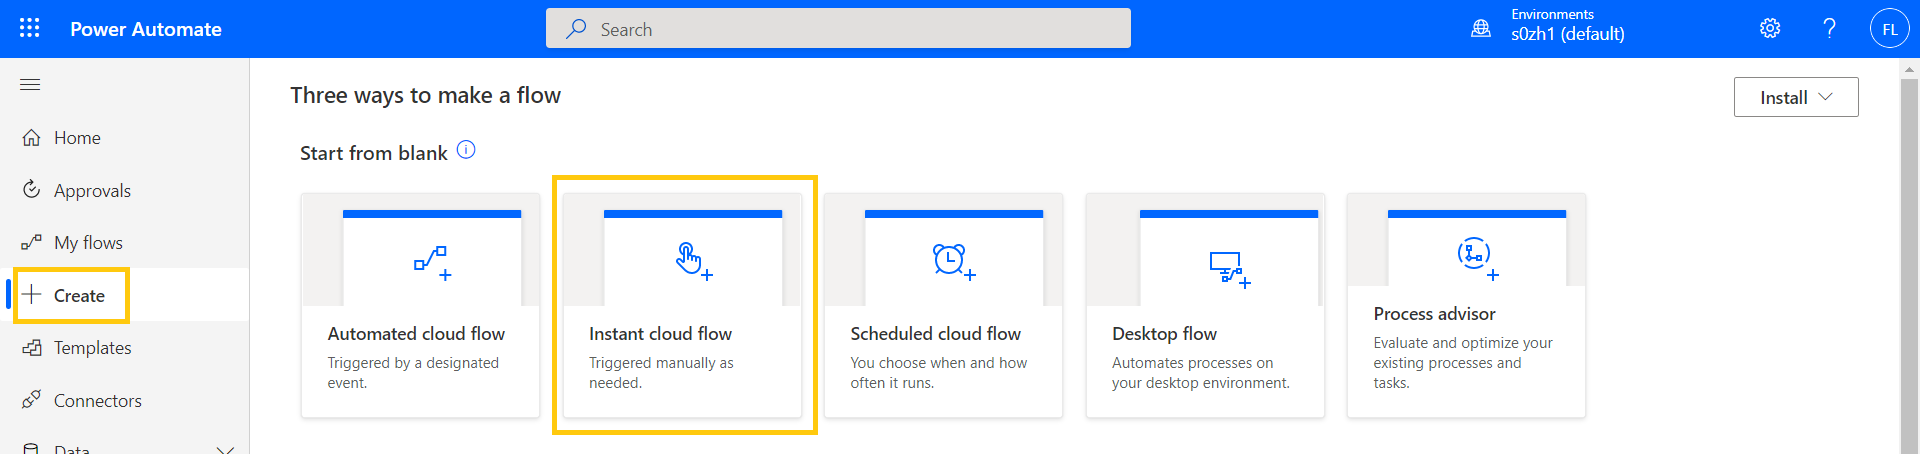 Power Automate
Search
Environments
s0zh1 (default)
?
FL
Three ways to make a flow
Install
Home
Start from blank
i
Approvals
My flows
Create
Templates
Connectors
Data
Automated cloud flow
Triggered by a designated
event.
Instant cloud flow
Triggered manually as
needed.
Scheduled cloud flow
You choose when and how
often it runs.
Desktop flow
Automates processes on
your desktop environment.
Process advisor
Evaluate and optimize your
existing processes and
tasks.